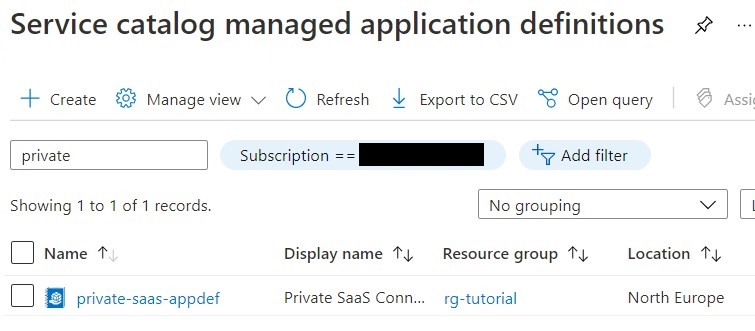 Service catalog managed application definitions ...
Create Manage view Refresh Export to CSV Open query Assig
private Subscription == Add filter
Showing 1 to 1 of 1 records. No grouping L
Name ↑↓ Display name ↑↓ Resource group ↑↓ Location ↑↓
private-saas-appdef Private SaaS Conn... rg-tutorial North Europe